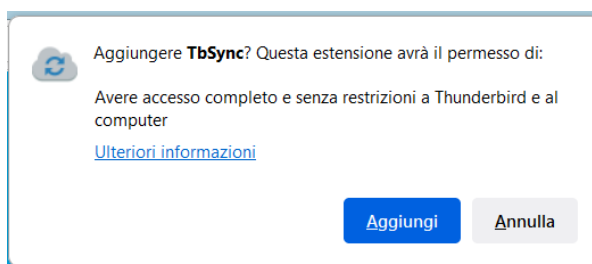 Aggiungere TbSync? Questa estensione avrà il permesso di:
Avere accesso completo e senza restrizioni a Thunderbird e al
computer
Ulteriori informazioni
Aggiungi
Annulla